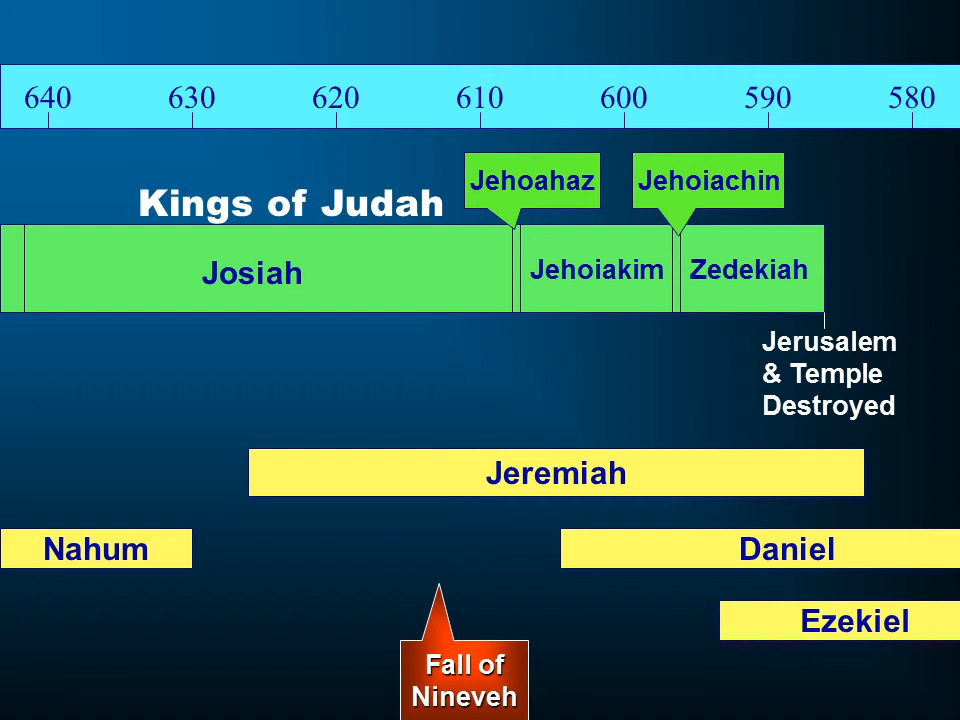 640 630 620 610 600 590 580
Jehoahaz Jehoiachin
Kings of Judah
Josiah Jehoiakim Zedekiah
Jerusalem
& Temple
Destroyed
Jeremiah
Nahum Daniel
Ezekiel
Fall of
Nineveh